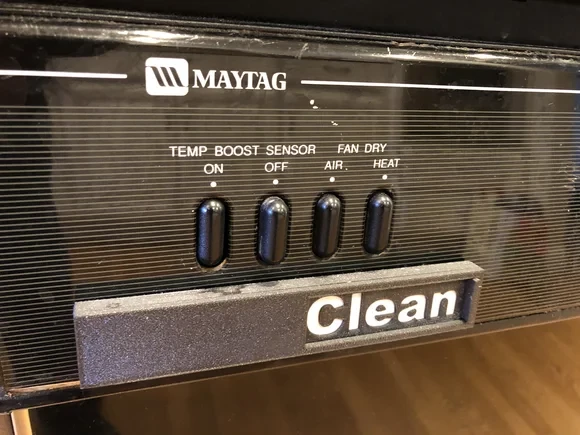 MAYTAG
TEMP BOOST SENSOR FAN DRY
ON OFF AIR HEAT
Clean